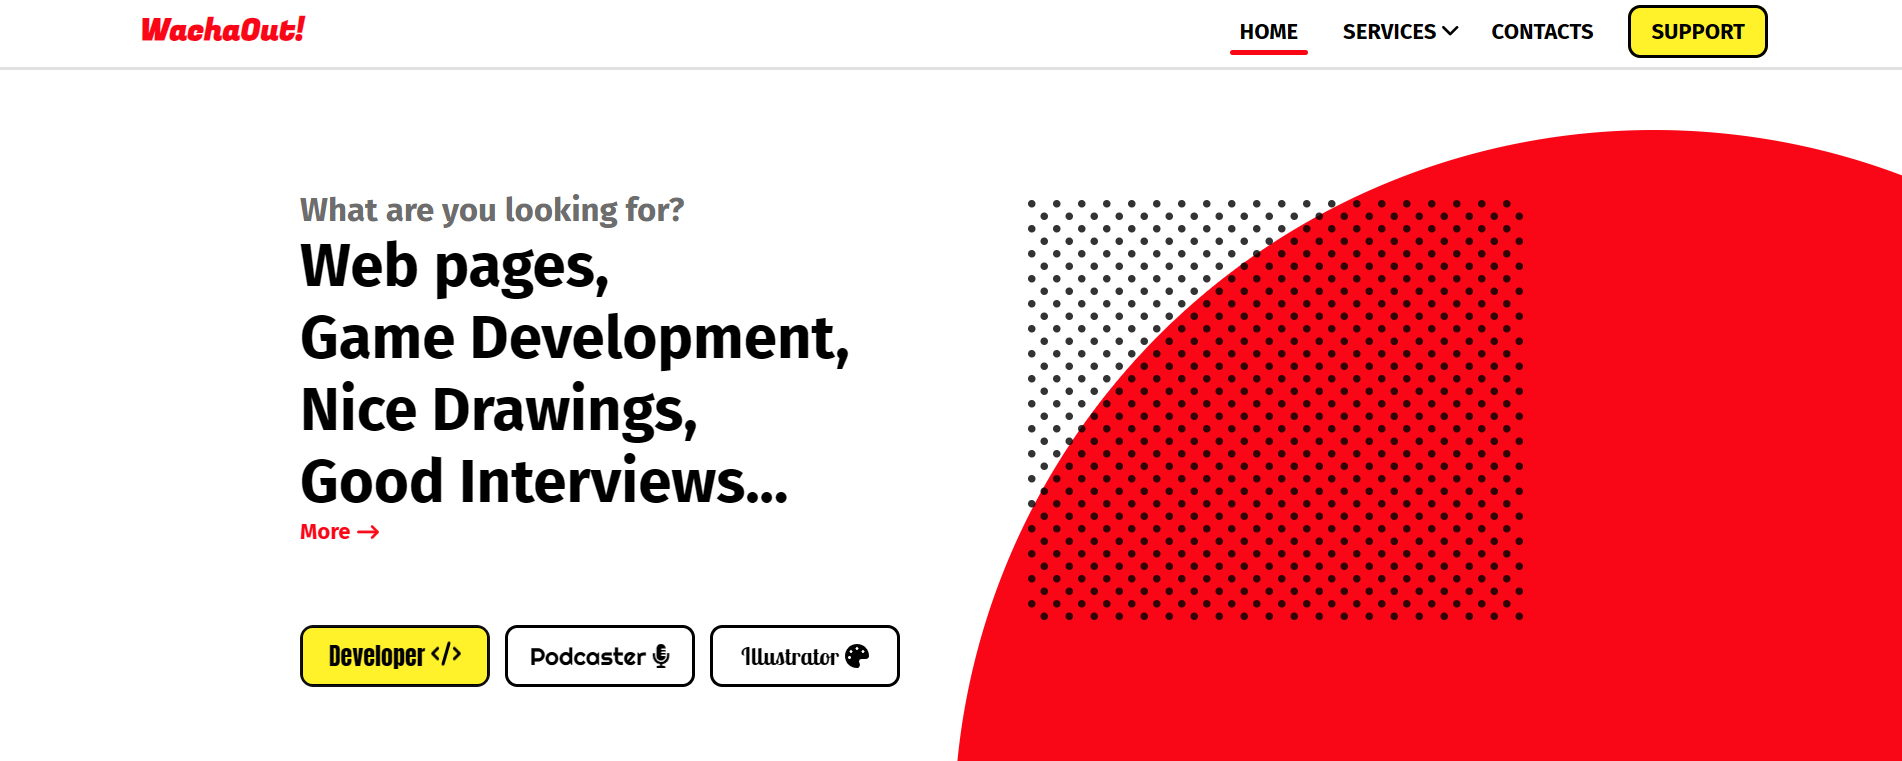 WachaOut!
HOME SERVICES CONTACTS SUPPORT
What are you looking for?
Web pages,
Game Development,
Nice Drawings,
Good Interviews...
More →
Developer </> Podcaster Illustrator